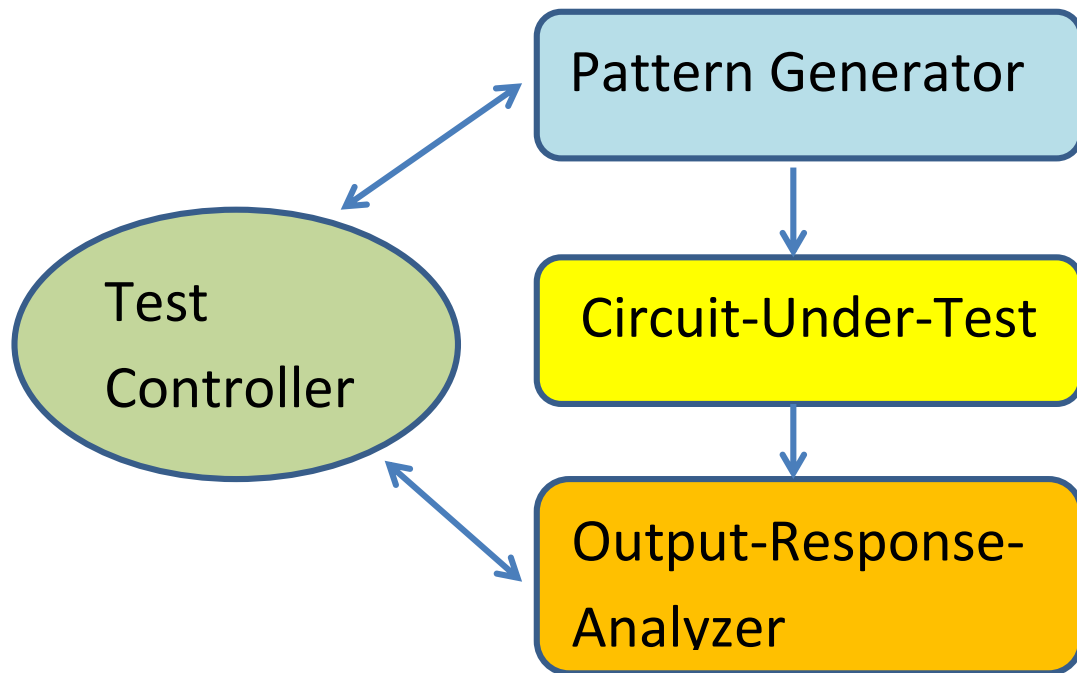 Pattern Generator
Test
Controller
Circuit-Under-Test
Output-Response-
Analyzer